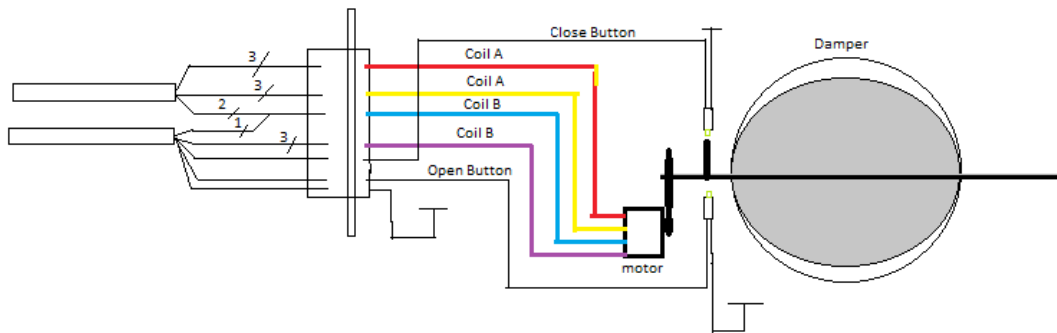 Close Button
Damper
3
Coil A
3
Coil A
2
Coil B
1
3
Coil B
Open Button
motor